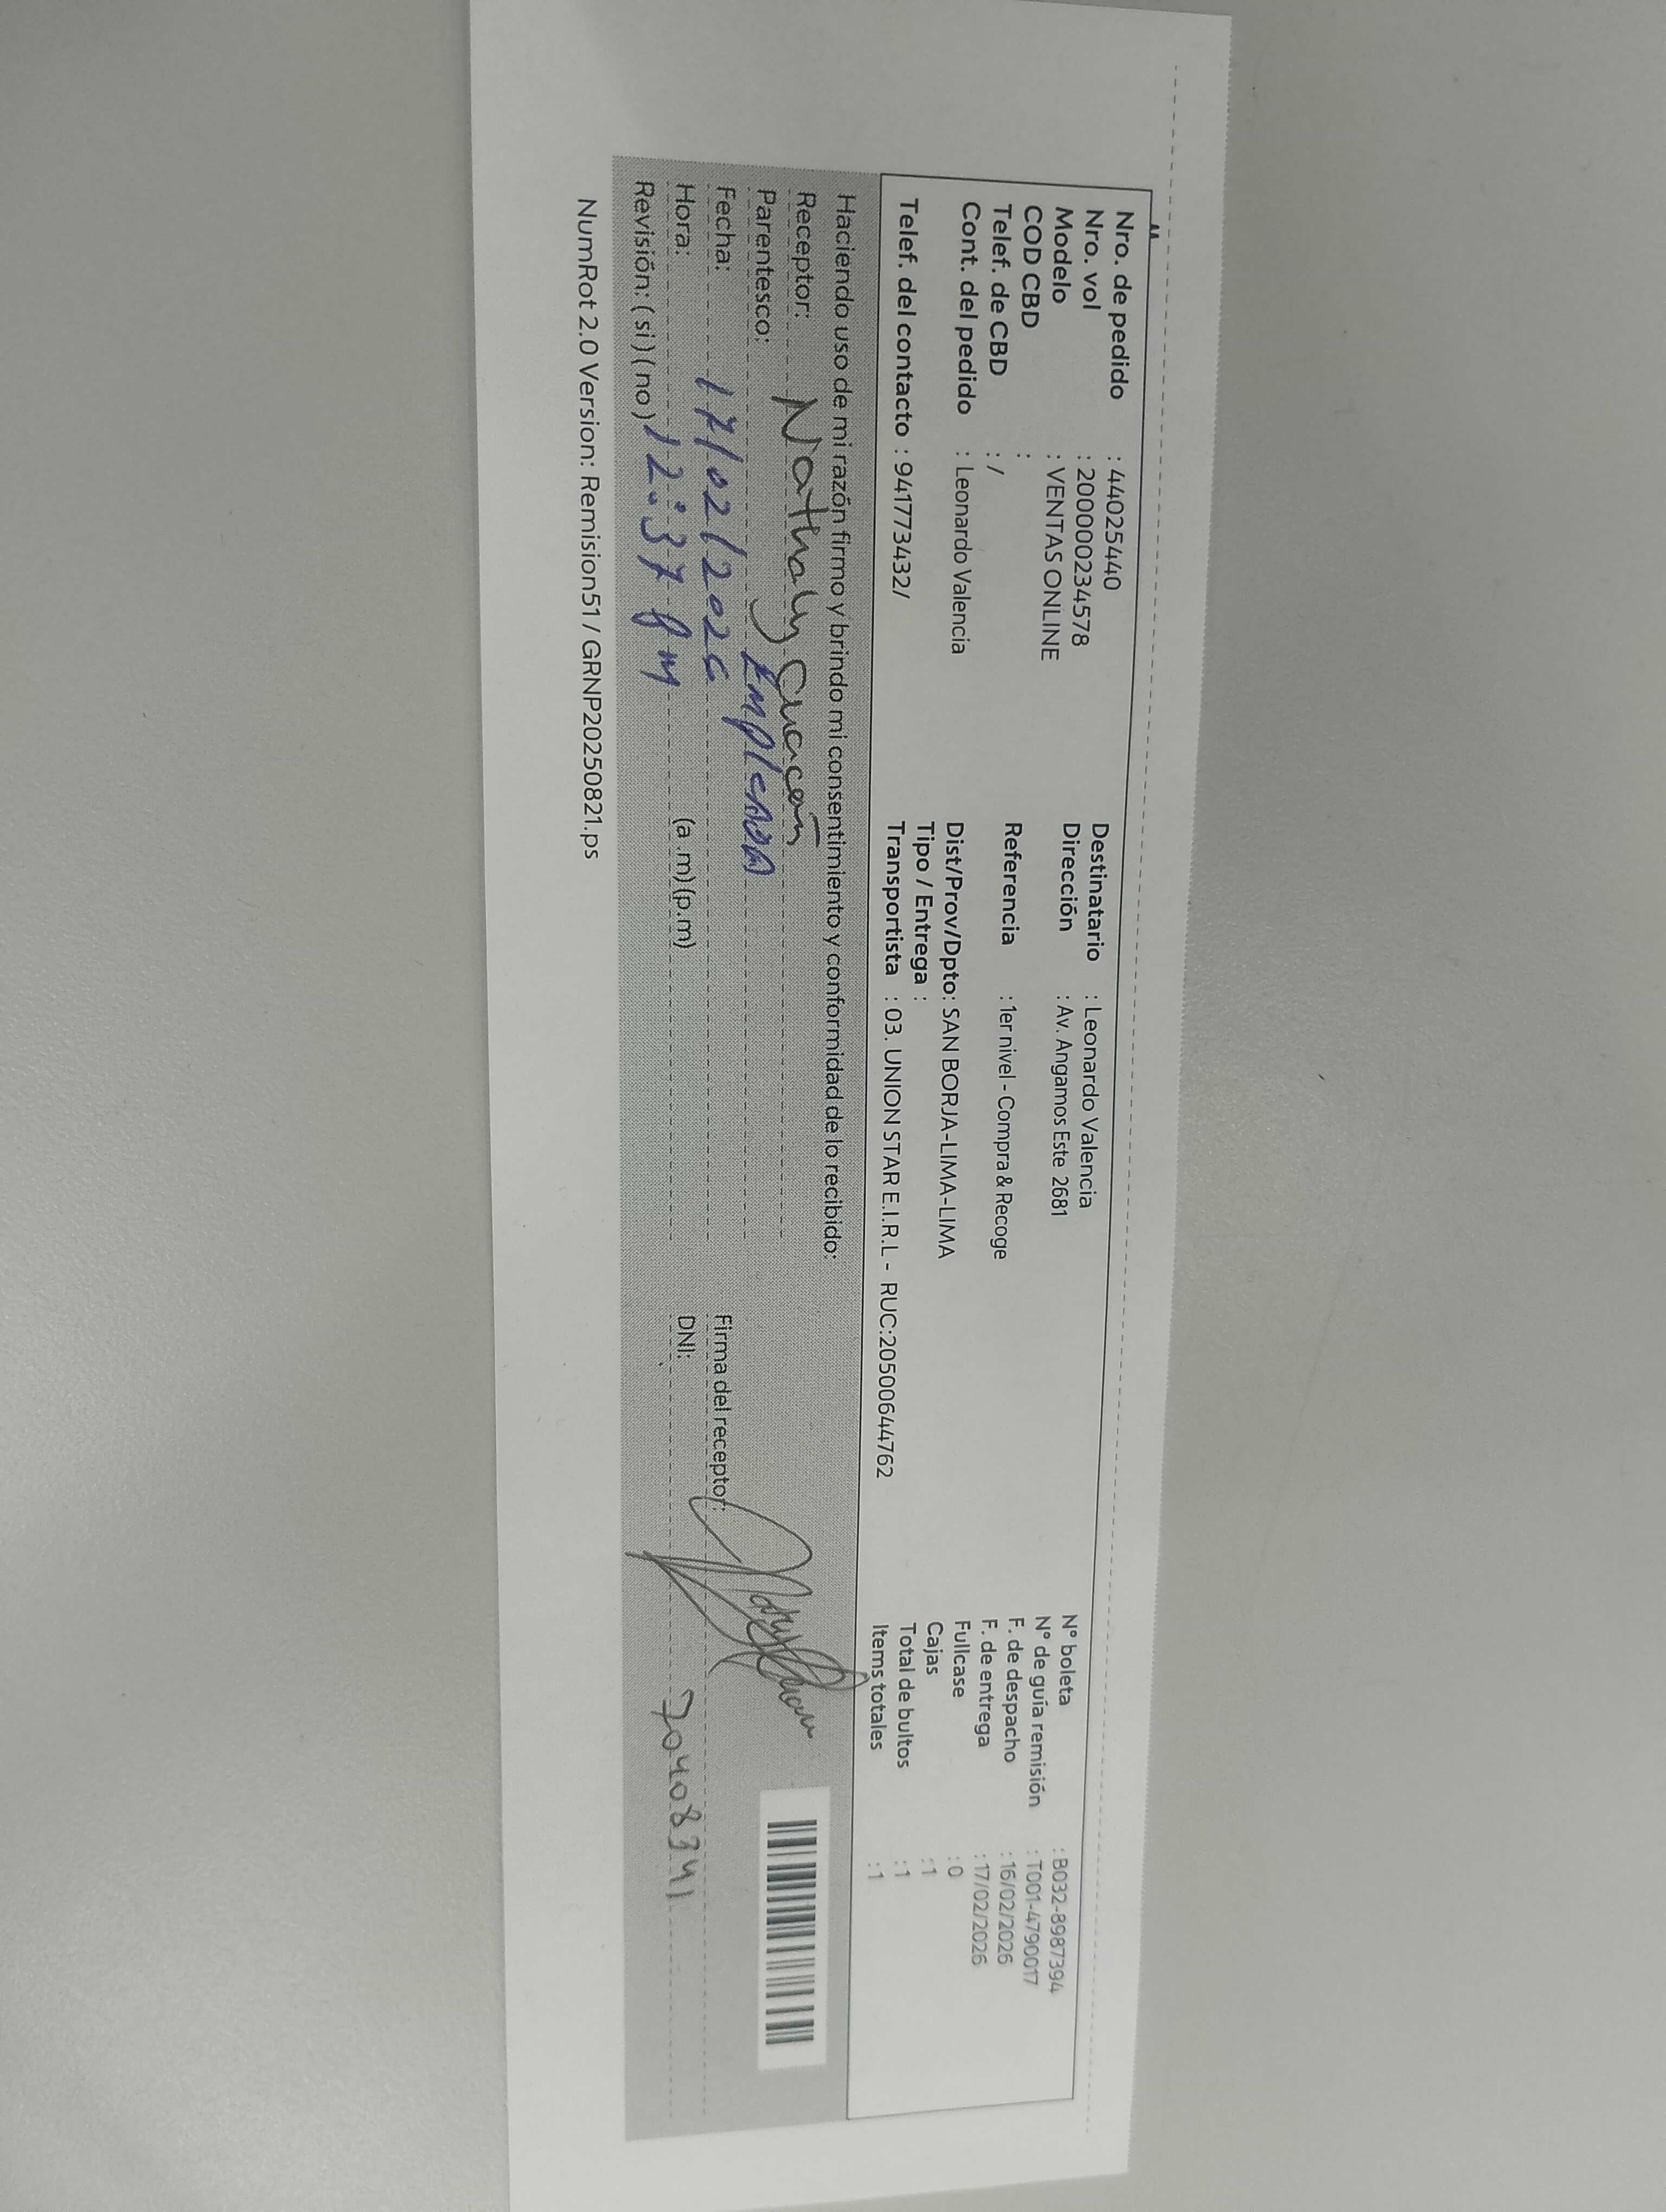 Nro. de pedido : 44025440
Nro. vol : 2000000234578
Modelo : VENTAS ONLINE
COD CBD :
Telef. de CBD : /
Cont. del pedido : Leonardo Valencia
Telef. del contacto : 941773432/
Destinatario : Leonardo Valencia
Dirección : Av. Angamos Este 2681
Referencia : 1er nivel - Compra & Recoge
Dist/Prov/Dpto: SAN BORJA-LIMA-LIMA
Tipo / Entrega :
Transportista : 03. UNION STAR E.I.R.L - RUC:20500644762
N° boleta : B032-8987394
N° de guía remisión : T001-4790017
F. de despacho : 16/02/2026
F. de entrega : 17/02/2026
Fullcase : 0
Cajas : 1
Total de bultos : 1
Items totales : 1
Haciendo uso de mi razón firmo y brindo mi consentimiento y conformidad de lo recibido:
Receptor: Nathaly
Parentesco: Empleada
Fecha: 17/02/2026
Hora: 12:37 pm (a.m)(p.m)
Revisión: ( si ) ( no )
Firma del receptor:
DNI: 70408341
NumRot 2.0 Version: Remision51 / GRNP20250821.ps